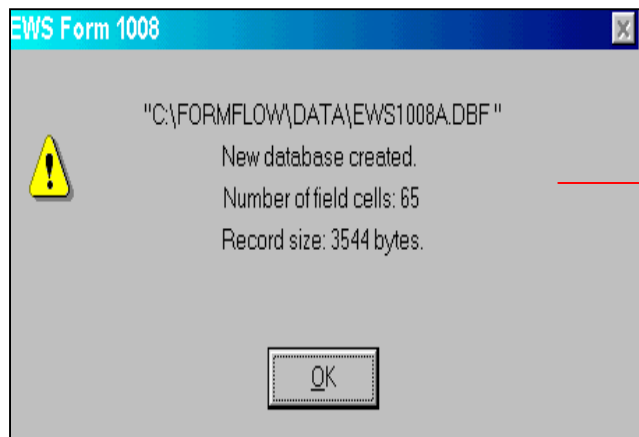 EWS Form 1008
"C:\FORMFLOW\DATA\EWS1008A.DBF"
New database created.
Number of field cells: 65
Record size: 3544 bytes.
OK